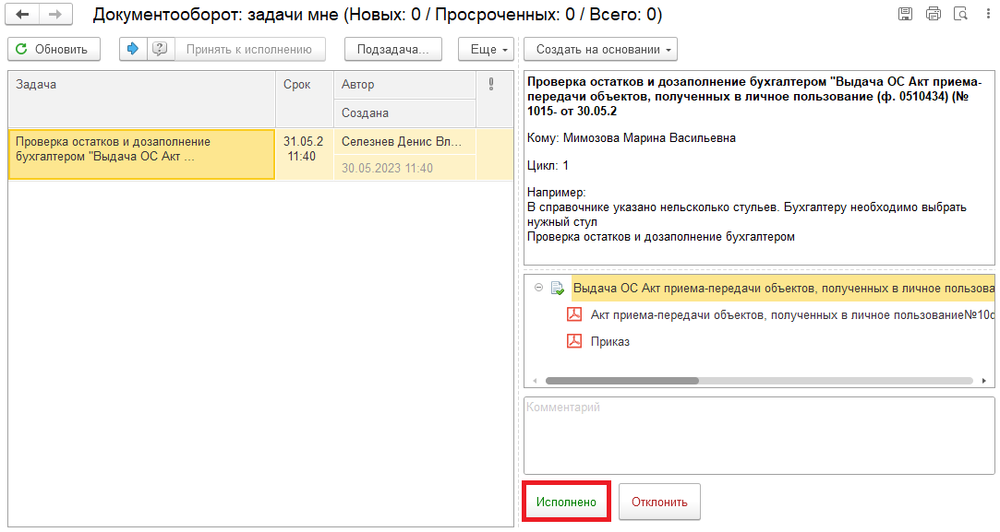 Документооборот: задачи мне (Новых: 0 / Просроченных: 0 / Всего: 0)
Обновить
Принять к исполнению
Подзадача...
Еще
Создать на основании
Задача
Срок
Автор
Создана
Проверка остатков и дозаполнение
бухгалтером "Выдача ОС Акт ...
31.05.2
11:40
Селезнев Денис Вл...
30.05.2023 11:40
Проверка остатков и дозаполнение бухгалтером "Выдача ОС Акт приема-
передачи объектов, полученных в личное пользование (ф. 0510434) (№
1015- от 30.05.2
Кому: Мимозова Марина Васильевна
Цикл: 1
Например:
В справочнике указано нельсколько стульев. Бухгалтеру необходимо выбрать
нужный стул
Проверка остатков и дозаполнение бухгалтером
Выдача ОС Акт приема-передачи объектов, полученных в личное пользова
Акт приема-передачи объектов, полученных в личное пользование№10с
Приказ
Комментарий
Исполнено
Отклонить